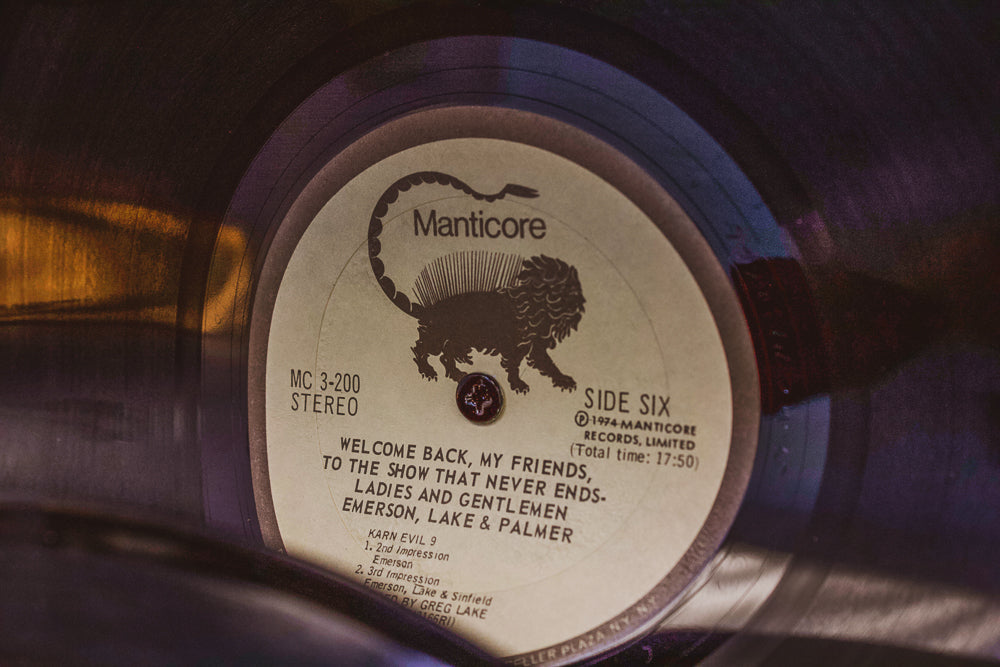 Manticore
MC 3-200
STEREO
SIDE SIX
Ⓟ 1974 MANTICORE
RECORDS, LIMITED
(Total time: 17:50)
WELCOME BACK, MY FRIENDS,
TO THE SHOW THAT NEVER ENDS-
LADIES AND GENTLEMEN
EMERSON, LAKE & PALMER
KARN EVIL 9
1. 2nd Impression
Emerson
2. 3rd Impression
Emerson, Lake & Sinfield
BY GREG LAKE
PLAZA N.Y. N.Y.